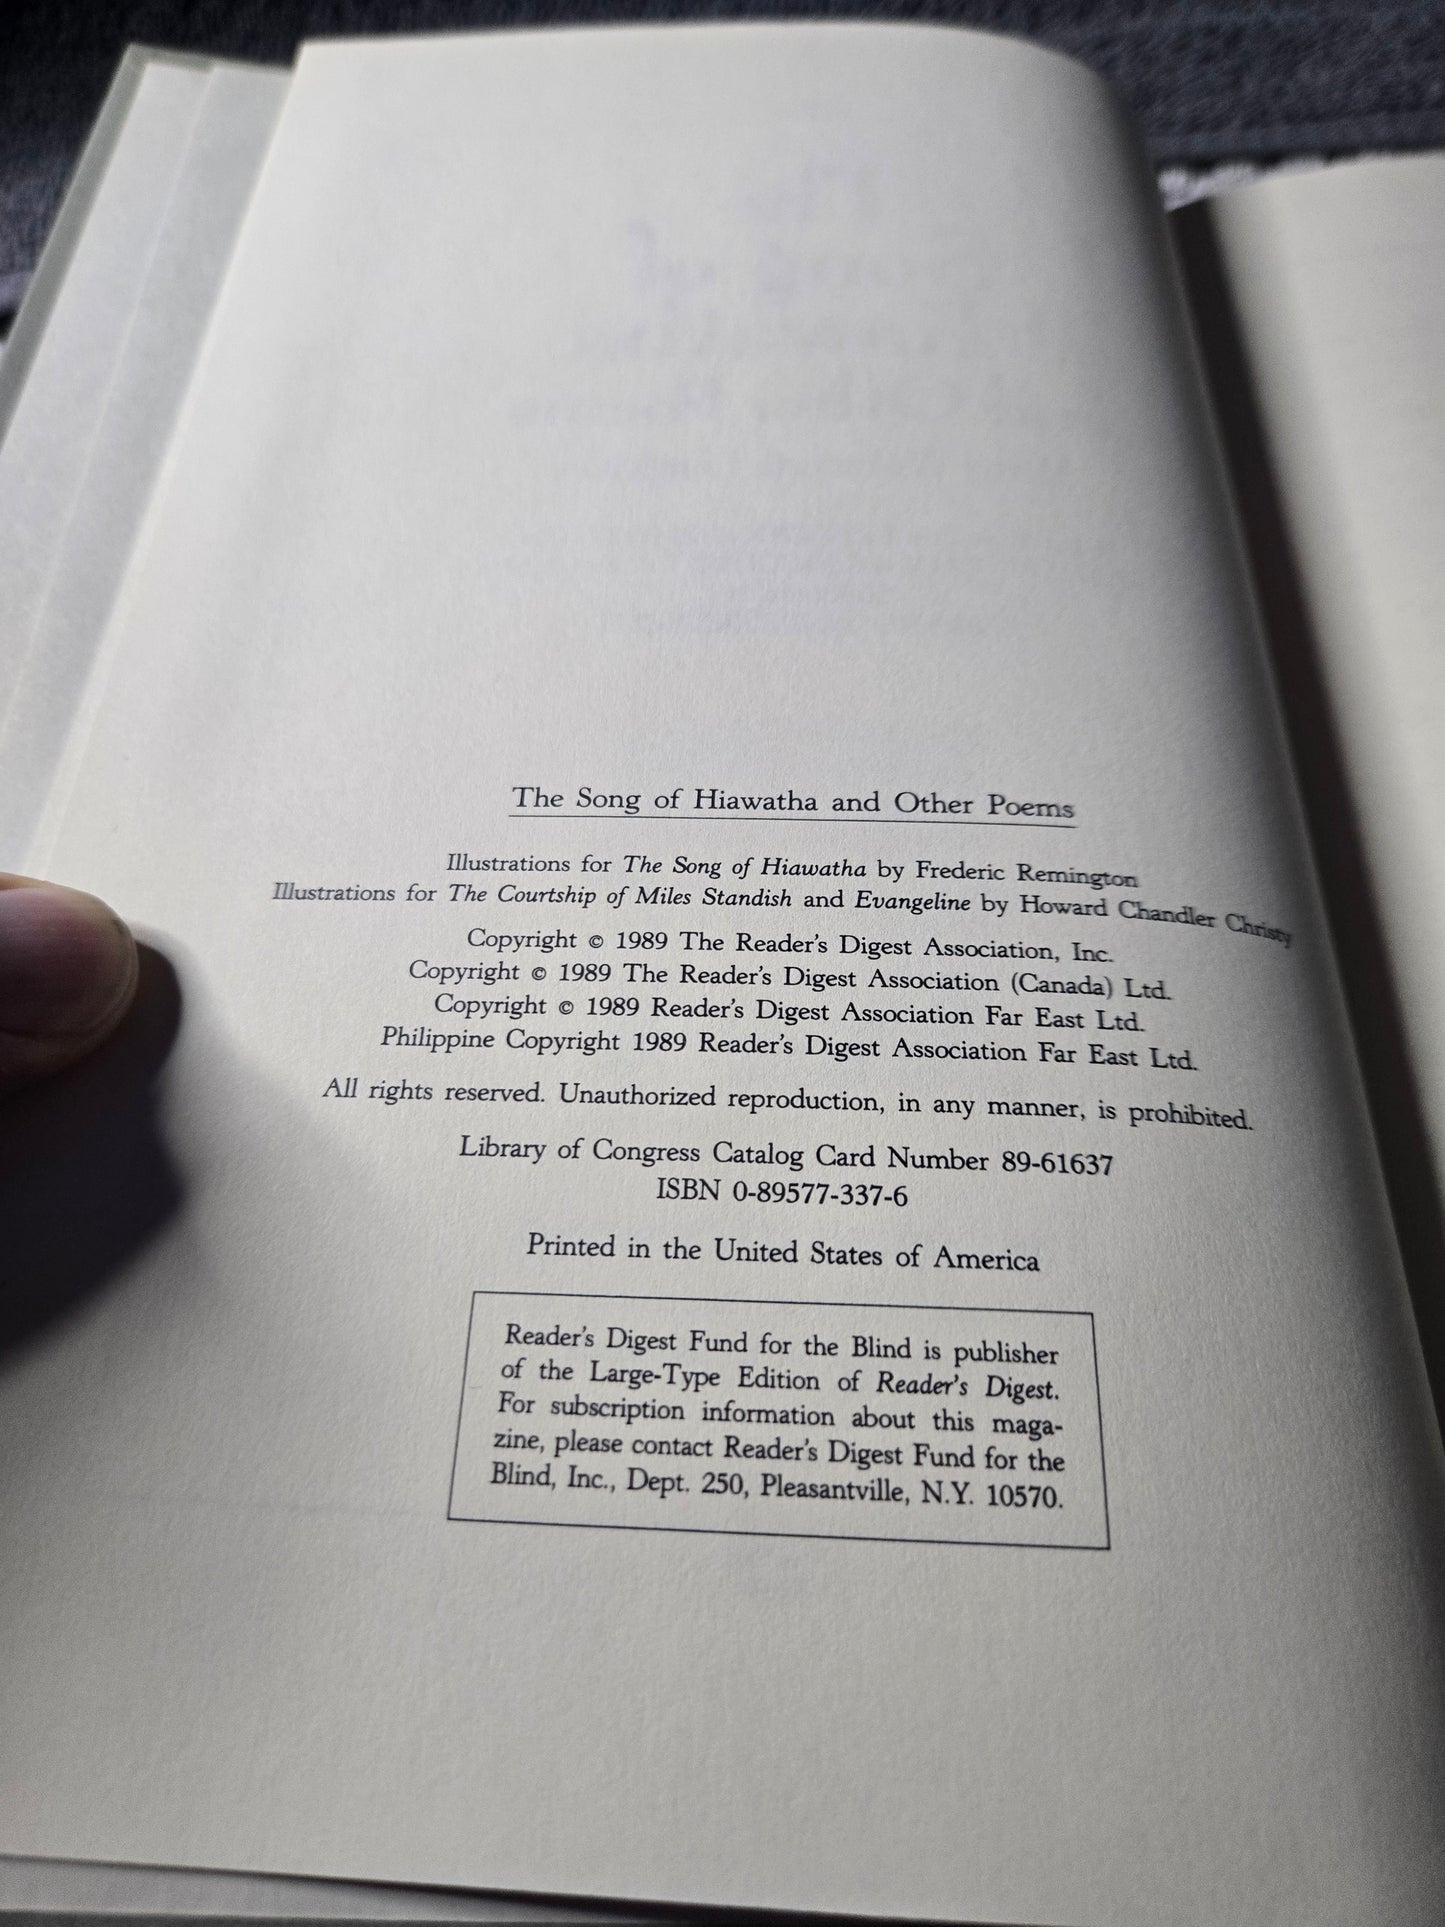 The Song of Hiawatha and Other Poems
Illustrations for The Song of Hiawatha by Frederic Remington
Illustrations for The Courtship of Miles Standish and Evangeline by Howard Chandler Christy
Copyright © 1989 The Reader's Digest Association, Inc.
Copyright © 1989 The Reader's Digest Association (Canada) Ltd.
Copyright © 1989 Reader's Digest Association Far East Ltd.
Philippine Copyright 1989 Reader's Digest Association Far East Ltd.
All rights reserved. Unauthorized reproduction, in any manner, is prohibited.
Library of Congress Catalog Card Number 89-61637
ISBN 0-89577-337-6
Printed in the United States of America
Reader's Digest Fund for the Blind is publisher
of the Large-Type Edition of Reader's Digest.
For subscription information about this maga-
zine, please contact Reader's Digest Fund for the
Blind, Inc., Dept. 250, Pleasantville, N.Y. 10570.